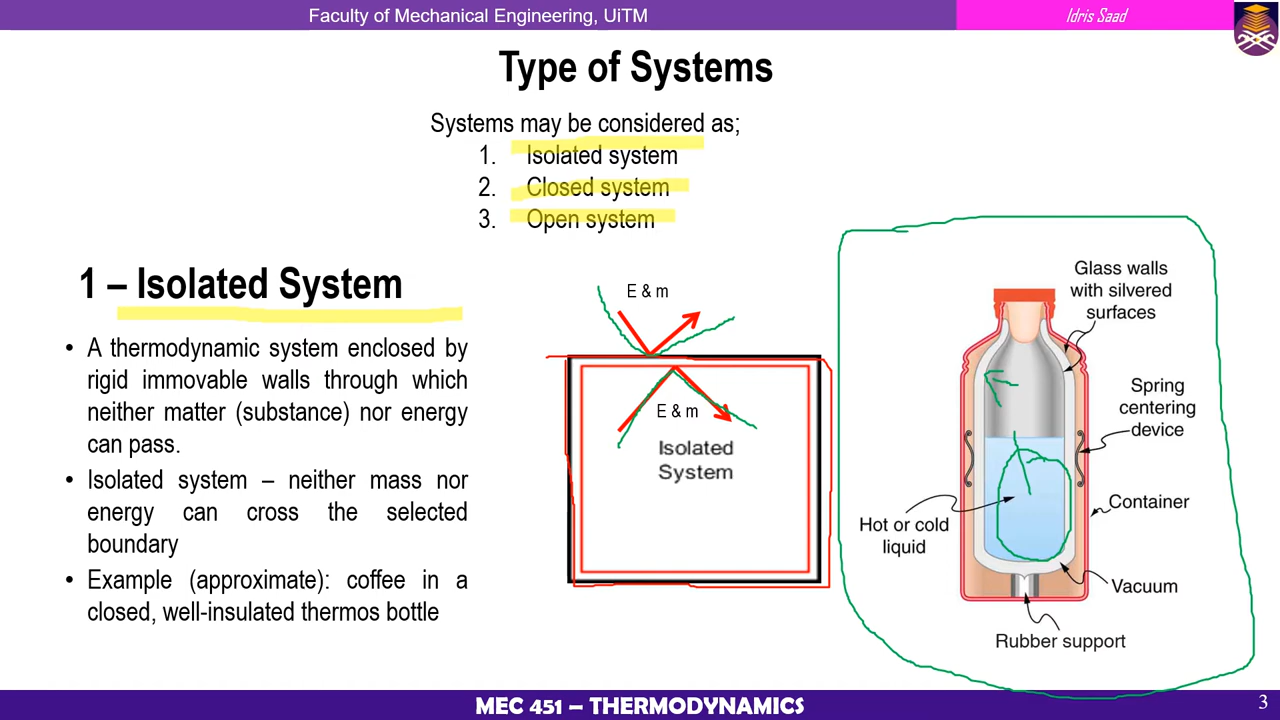 Faculty of Mechanical Engineering, UiTM
Idris Saad
Type of Systems
Systems may be considered as;
1. Isolated system
2. Closed system
3. Open system
1 – Isolated System
• A thermodynamic system enclosed by
rigid immovable walls through which
neither matter (substance) nor energy
can pass.
• Isolated system – neither mass nor
energy can cross the selected
boundary
• Example (approximate): coffee in a
closed, well-insulated thermos bottle
E & m
E & m
Isolated
System
Glass walls
with silvered
surfaces
Spring
centering
device
Container
Hot or cold
liquid
Vacuum
Rubber support
MEC 451 – THERMODYNAMICS
3